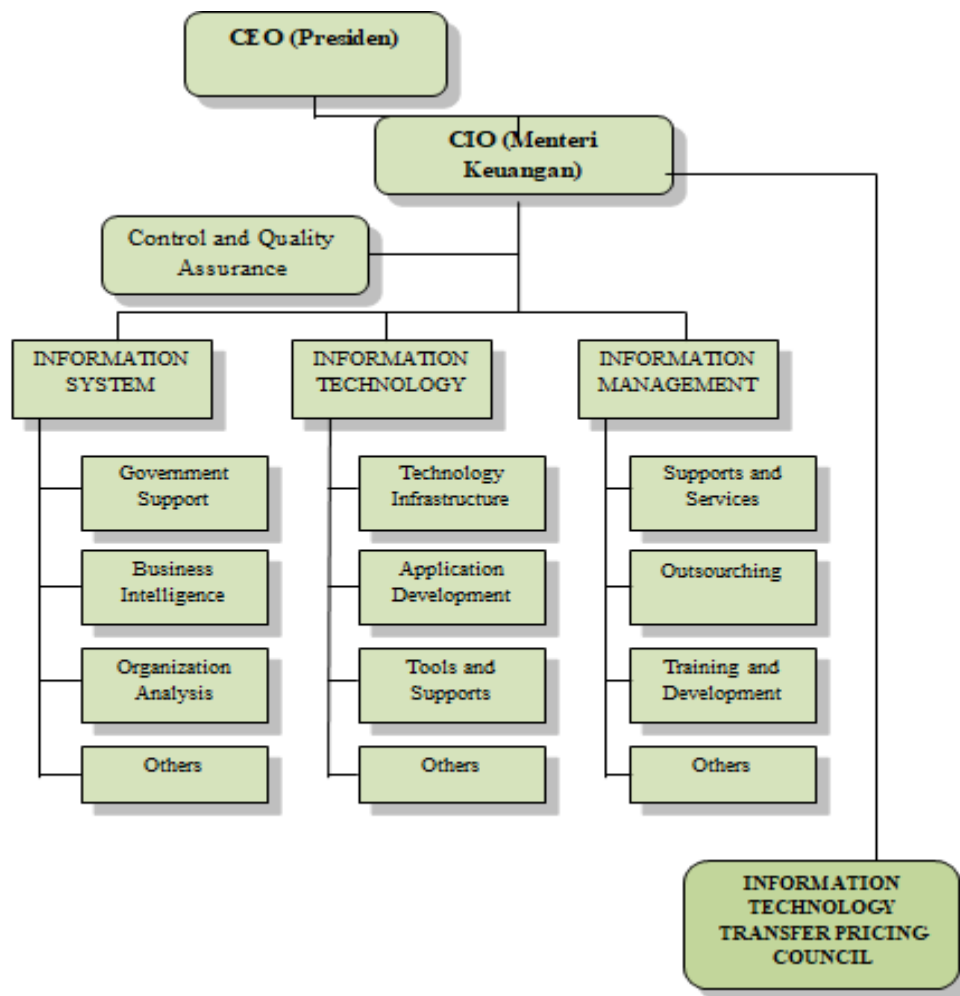 CEO (Presiden)
CIO (Menteri
Keuangan)
Control and Quality
Assurance
INFORMATION
SYSTEM
INFORMATION
TECHNOLOGY
INFORMATION
MANAGEMENT
Government
Support
Technology
Infrastructure
Supports and
Services
Business
Intelligence
Application
Development
Outsourching
Organization
Analysis
Tools and
Supports
Training and
Development
Others
Others
Others
INFORMATION
TECHNOLOGY
TRANSFER PRICING
COUNCIL